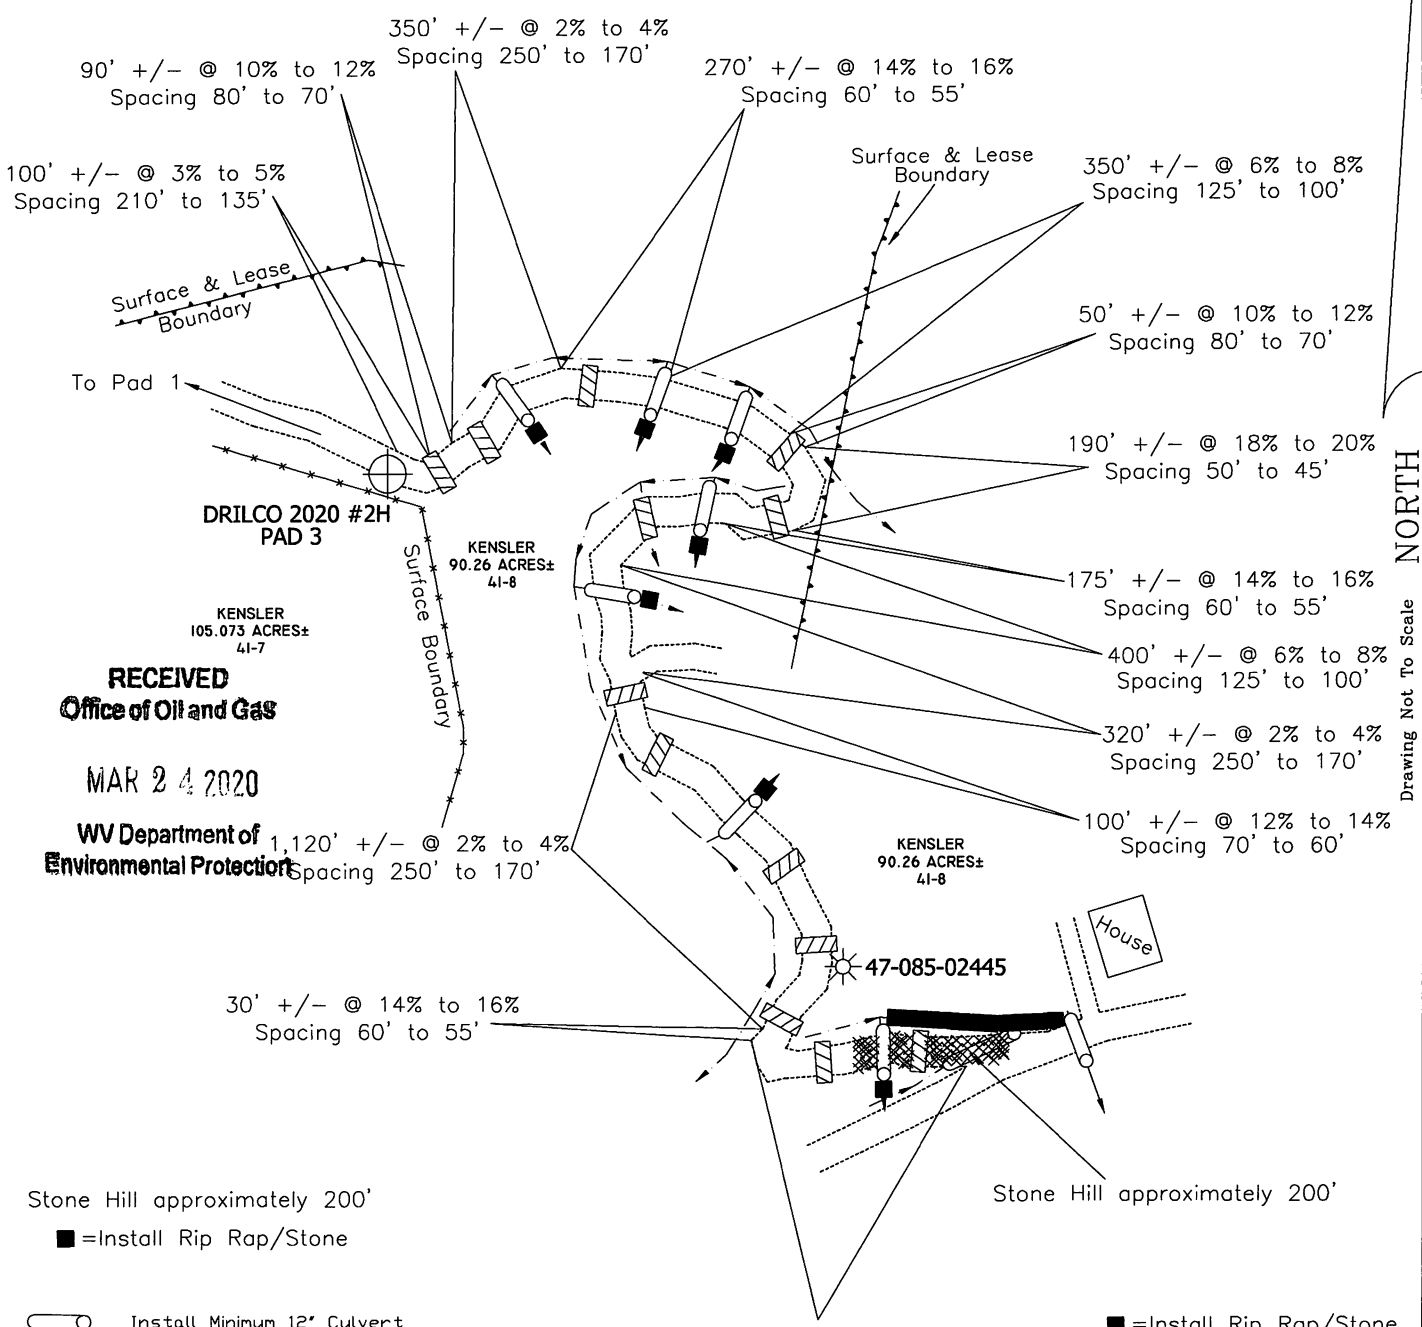 350' +/- @ 2% to 4%
Spacing 250' to 170'
90' +/- @ 10% to 12%
Spacing 80' to 70'
270' +/- @ 14% to 16%
Spacing 60' to 55'
100' +/- @ 3% to 5%
Spacing 210' to 135'
Surface & Lease
Boundary
350' +/- @ 6% to 8%
Spacing 125' to 100'
Surface & Lease
Boundary
50' +/- @ 10% to 12%
Spacing 80' to 70'
To Pad 1
190' +/- @ 18% to 20%
Spacing 50' to 45'
NORTH
DRILCO 2020 #2H
PAD 3
KENSLER
90.26 ACRES±
41-8
Surface Boundary
175' +/- @ 14% to 16%
Spacing 60' to 55'
KENSLER
105.073 ACRES±
41-7
400' +/- @ 6% to 8%
Spacing 125' to 100'
Drawing Not To Scale
RECEIVED
Office of Oil and Gas
MAR 24 2020
WV Department of
Environmental Protection
320' +/- @ 2% to 4%
Spacing 250' to 170'
100' +/- @ 12% to 14%
Spacing 70' to 60'
1,120' +/- @ 2% to 4%
Spacing 250' to 170'
KENSLER
90.26 ACRES±
41-8
House
47-085-02445
30' +/- @ 14% to 16%
Spacing 60' to 55'
Stone Hill approximately 200'
Stone Hill approximately 200'
=Install Rip Rap/Stone
Install Minimum 12" Culvert
=Install Rip Rap/Stone